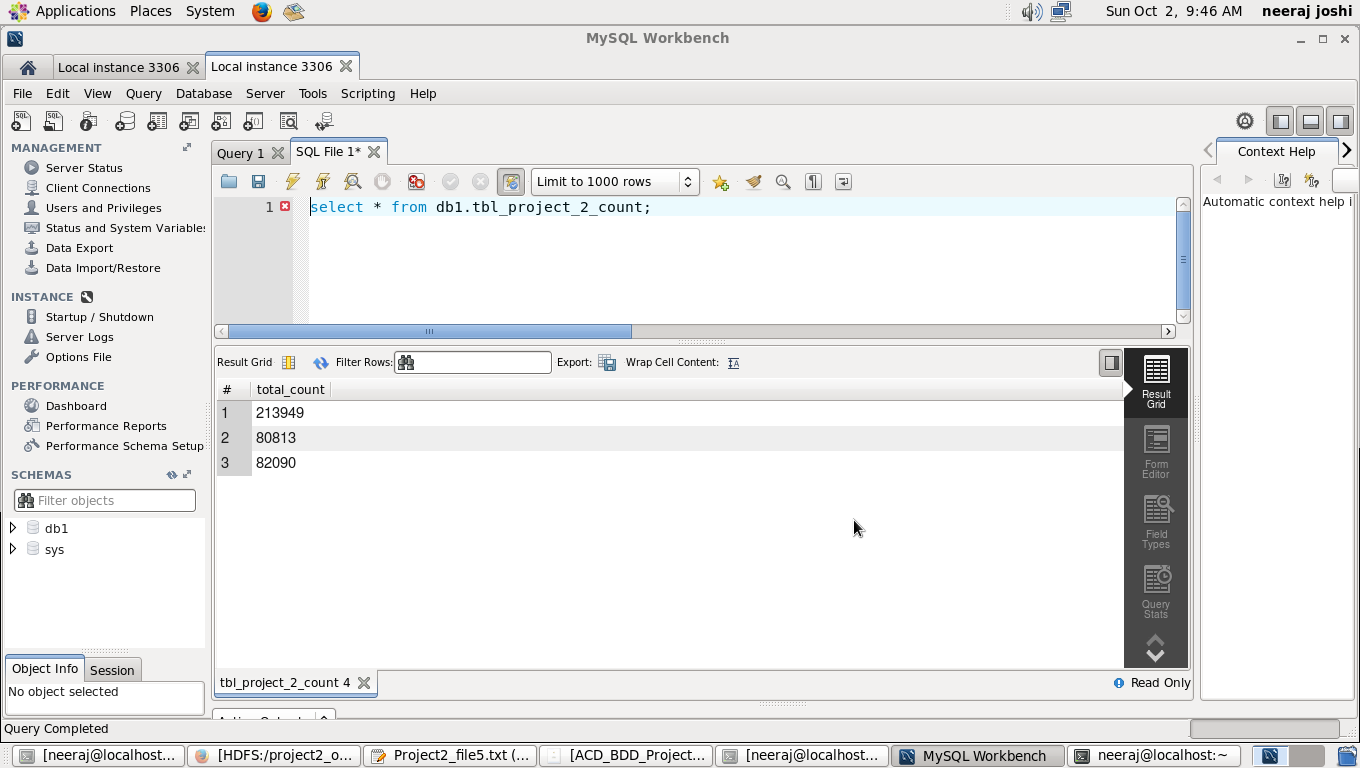 Applications Places System Sun Oct 2, 9:46 AM neeraj joshi
MySQL Workbench
Local instance 3306 Local instance 3306
File Edit View Query Database Server Tools Scripting Help
MANAGEMENT
Server Status
Client Connections
Users and Privileges
Status and System Variables
Data Export
Data Import/Restore
INSTANCE
Startup / Shutdown
Server Logs
Options File
PERFORMANCE
Dashboard
Performance Reports
Performance Schema Setup
SCHEMAS
Filter objects
db1
sys
Object Info Session
No object selected
Query 1 SQL File 1*
Limit to 1000 rows
1 select * from db1.tbl_project_2_count;
Result Grid Filter Rows: Export: Wrap Cell Content:
# total_count
1 213949
2 80813
3 82090
Result
Grid
Form
Editor
Field
Types
Query
Stats
tbl_project_2_count 4 Read Only
Context Help
Automatic context help i
Query Completed
[neeraj@localhost... [HDFS:/project2_o... Project2_file5.txt (... [ACD_BDD_Project... [neeraj@localhost... MySQL Workbench neeraj@localhost:~